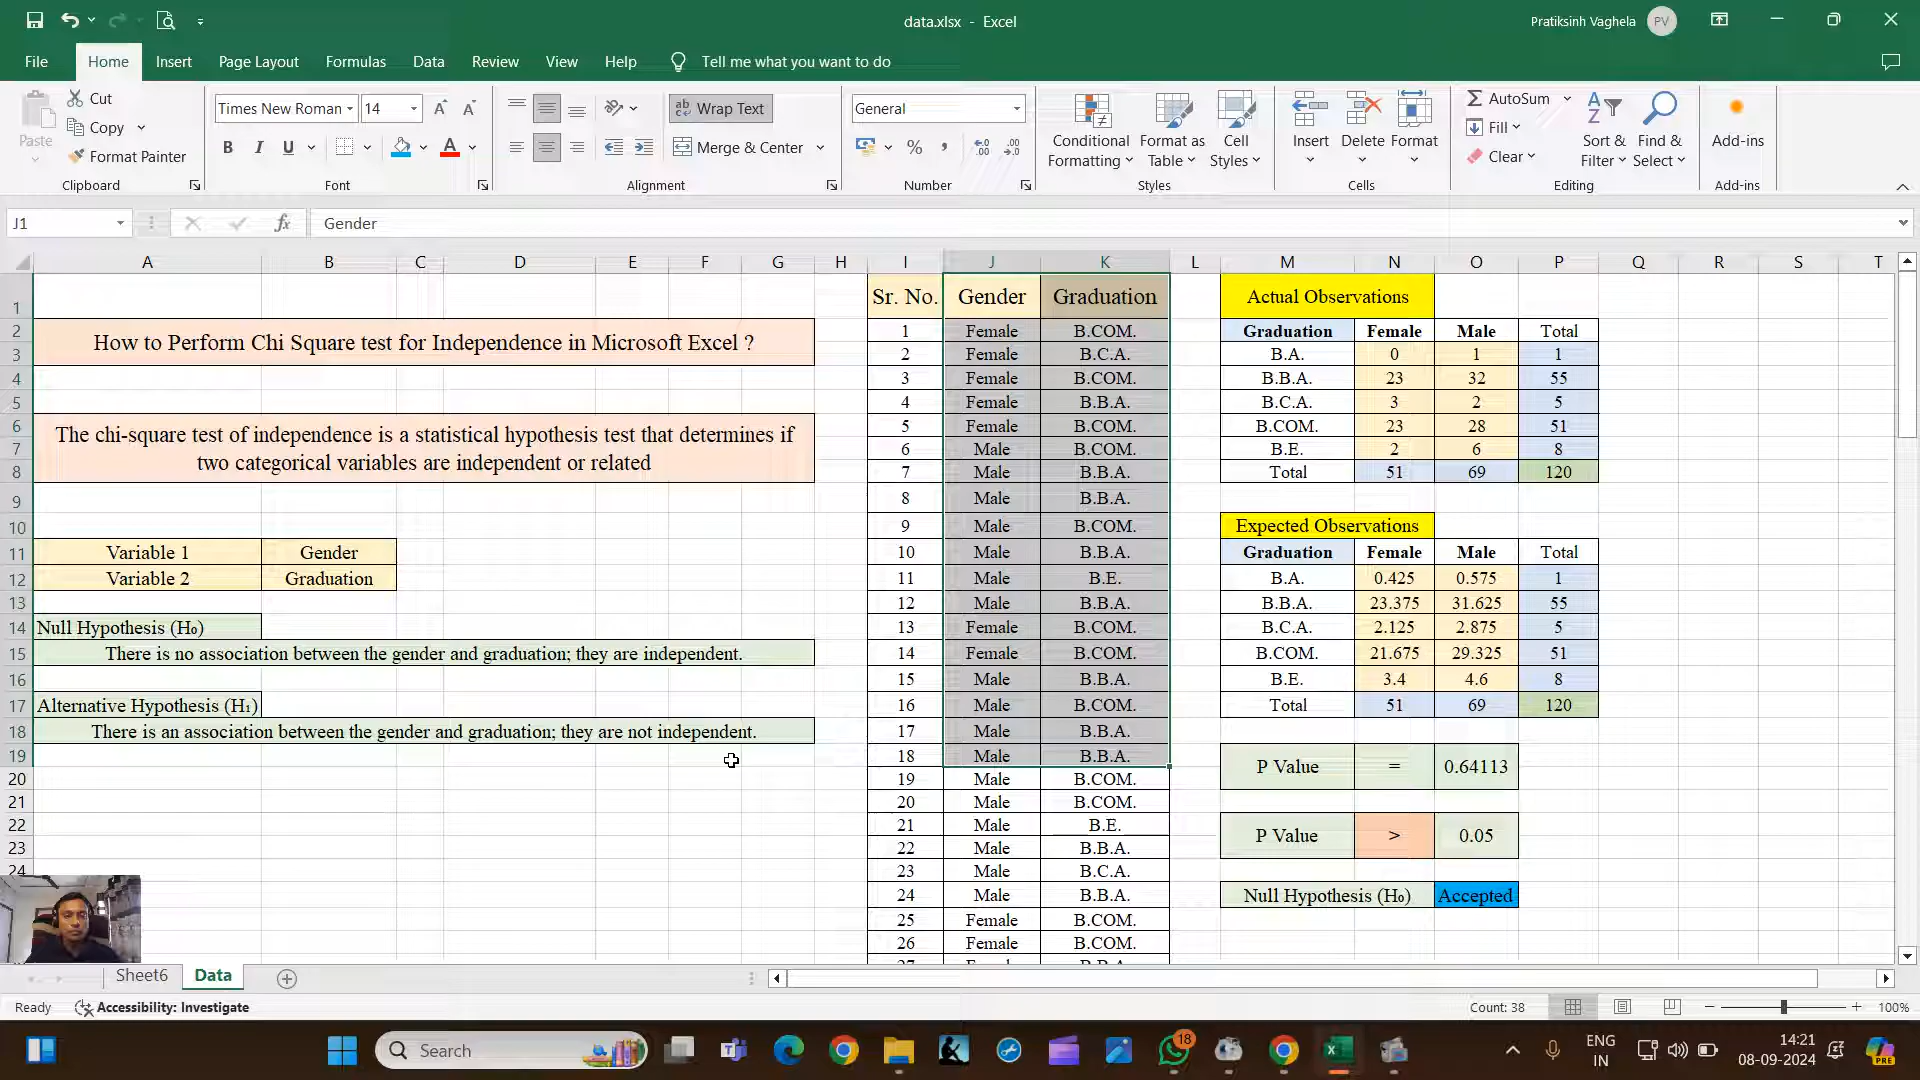 data.xlsx - Excel
Pratiksinh Vaghela PV
File Home Insert Page Layout Formulas Data Review View Help Tell me what you want to do
Paste
Cut
Copy
Format Painter
Clipboard
Times New Roman 14
B I U
Font
ab Wrap Text
Merge & Center
Alignment
General
% ,
Number
Conditional Formatting
Format as Table
Cell Styles
Styles
Insert Delete Format
Cells
AutoSum
Fill
Clear
Sort & Filter
Find & Select
Editing
Add-ins
Add-ins
J1 fx Gender
A B C D E F G H I J K L M N O P Q R S T
1 Sr. No. Gender Graduation Actual Observations
2 1 Female B.COM. Graduation Female Male Total
How to Perform Chi Square test for Independence in Microsoft Excel ?
3 2 Female B.C.A. B.A. 0 1 1
4 3 Female B.COM. B.B.A. 23 32 55
5 4 Female B.B.A. B.C.A. 3 2 5
6 5 Female B.COM. B.COM. 23 28 51
The chi-square test of independence is a statistical hypothesis test that determines if
7 6 Male B.COM. B.E. 2 6 8
two categorical variables are independent or related
8 7 Male B.B.A. Total 51 69 120
9 8 Male B.B.A.
10 9 Male B.COM. Expected Observations
11 Variable 1 Gender 10 Male B.B.A. Graduation Female Male Total
12 Variable 2 Graduation 11 Male B.E. B.A. 0.425 0.575 1
13 12 Male B.B.A. B.B.A. 23.375 31.625 55
14 Null Hypothesis (H₀) 13 Female B.COM. B.C.A. 2.125 2.875 5
15 There is no association between the gender and graduation; they are independent. 14 Female B.COM. B.COM. 21.675 29.325 51
16 15 Male B.B.A. B.E. 3.4 4.6 8
17 Alternative Hypothesis (H₁) 16 Male B.COM. Total 51 69 120
18 There is an association between the gender and graduation; they are not independent. 17 Male B.B.A.
19 18 Male B.B.A. P Value = 0.64113
20 19 Male B.COM.
21 20 Male B.COM.
22 21 Male B.E. P Value > 0.05
23 22 Male B.B.A.
24 23 Male B.C.A.
24 Male B.B.A. Null Hypothesis (H₀) Accepted
25 Female B.COM.
26 Female B.COM.
Sheet6 Data
Ready Accessibility: Investigate Count: 38 100%
Search 18 ENG IN 14:21 08-09-2024 PRE